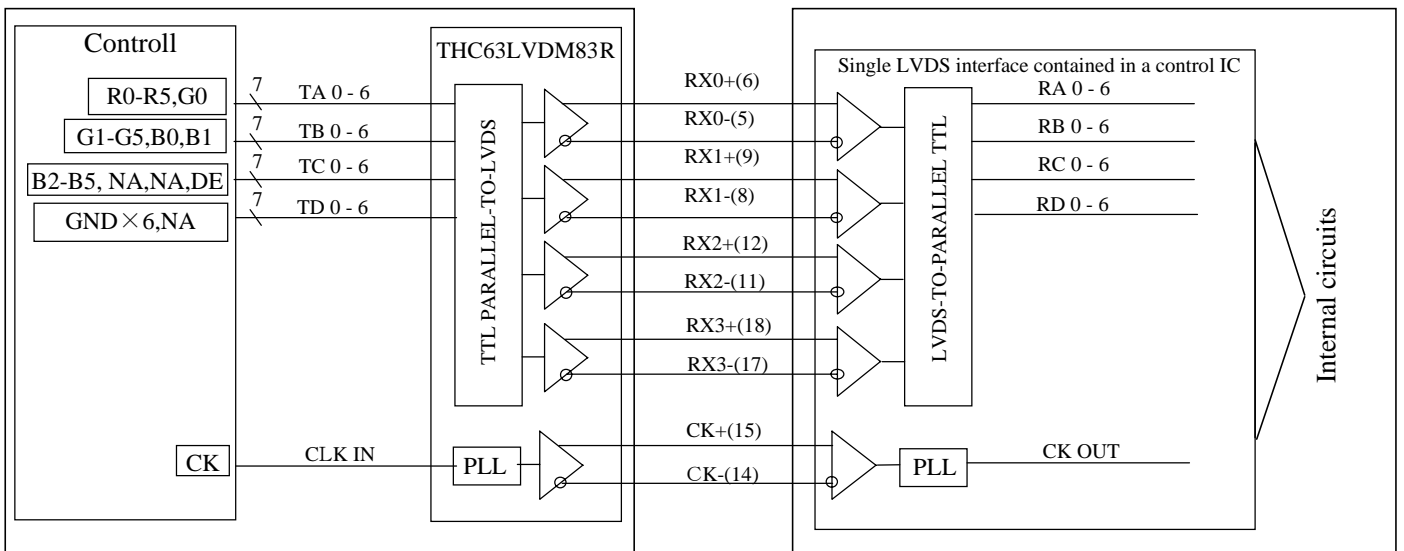 Controll
R0-R5,G0
G1-G5,B0,B1
B2-B5, NA,NA,DE
GND×6,NA
CK
7
TA 0 - 6
7
TB 0 - 6
7
TC 0 - 6
7
TD 0 - 6
CLK IN
THC63LVDM83R
TTL PARALLEL-TO-LVDS
PLL
RX0+(6)
RX0-(5)
RX1+(9)
RX1-(8)
RX2+(12)
RX2-(11)
RX3+(18)
RX3-(17)
CK+(15)
CK-(14)
Single LVDS interface contained in a control IC
LVDS-TO-PARALLEL TTL
PLL
RA 0 - 6
RB 0 - 6
RC 0 - 6
RD 0 - 6
CK OUT
Internal circuits